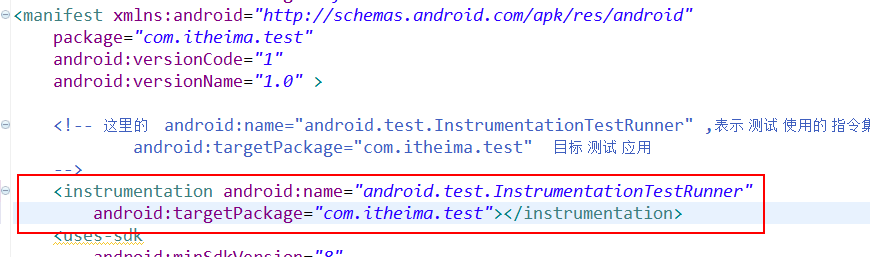 <manifest xmlns:android="http://schemas.android.com/apk/res/android"
package="com.itheima.test"
android:versionCode="1"
android:versionName="1.0" >
<!-- 这里的 android:name="android.test.InstrumentationTestRunner" ,表示 测试 使用的 指令集
android:targetPackage="com.itheima.test" 目标 测试 应用
-->
<instrumentation android:name="android.test.InstrumentationTestRunner"
android:targetPackage="com.itheima.test"></instrumentation>
<uses-sdk
android:minSdkVersion="8"